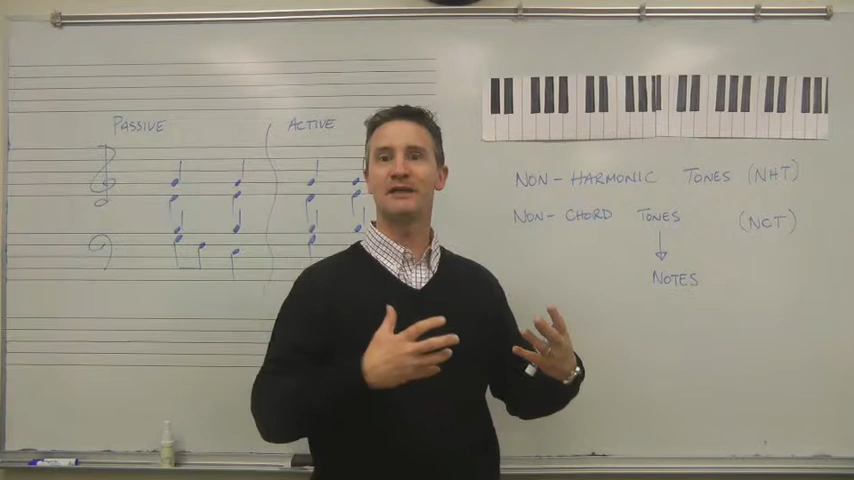 PASSIVE
ACTIVE
NON-HARMONIC TONES (NHT)
NON-CHORD TONES (NCT)
NOTES